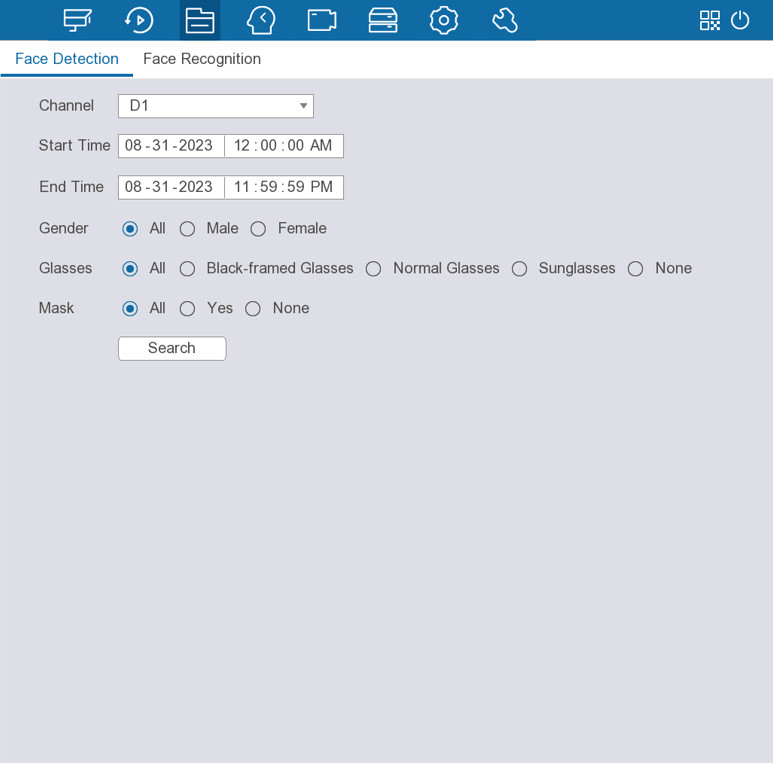 Face Detection Face Recognition
Channel D1
Start Time 08-31-2023 12:00:00 AM
End Time 08-31-2023 11:59:59 PM
Gender All Male Female
Glasses All Black-framed Glasses Normal Glasses Sunglasses None
Mask All Yes None
Search